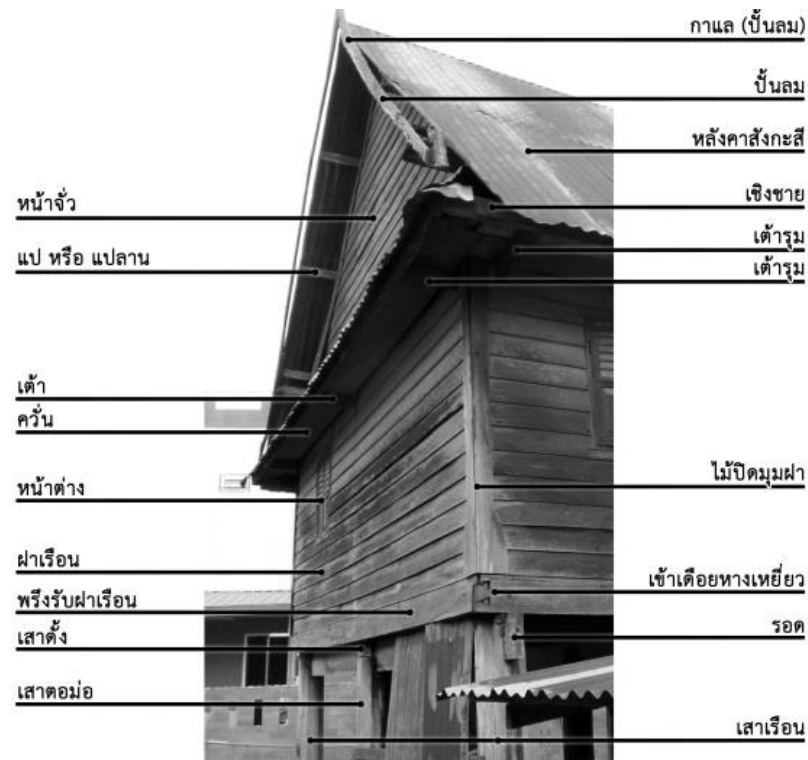 กาแล (ปั้นลม)
ปั้นลม
หลังคาสังกะสี
เชิงชาย
เต้ารุม
เต้ารุม
หน้าจั่ว
แป หรือ แปลาน
เต้า
ควั่น
หน้าต่าง
ฝาเรือน
พรึงรับฝาเรือน
เสาดั้ง
เสาตอม่อ
ไม้ปิดมุมฝา
เข้าเดือยหางเหยี่ยว
รอด
เสาเรือน